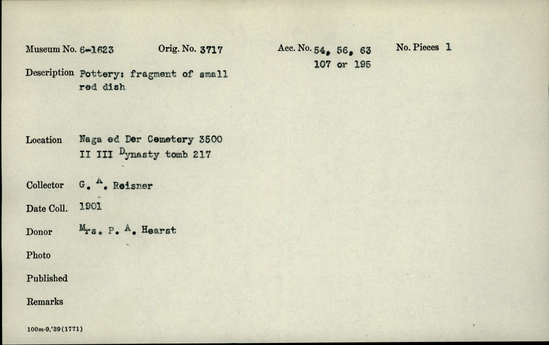 Museum No. 6-1623 Orig. No. 3717 Acc. No. 54, 56, 63 No. Pieces 1
107 or 195
Description Pottery: fragment of small
red dish
Location Naga ed Der Cemetery 3500
II III Dynasty tomb 217
Collector G. A. Reisner
Date Coll. 1901
Donor Mrs. P. A. Hearst
Photo
Published
Remarks
100m-9,'39(1771)